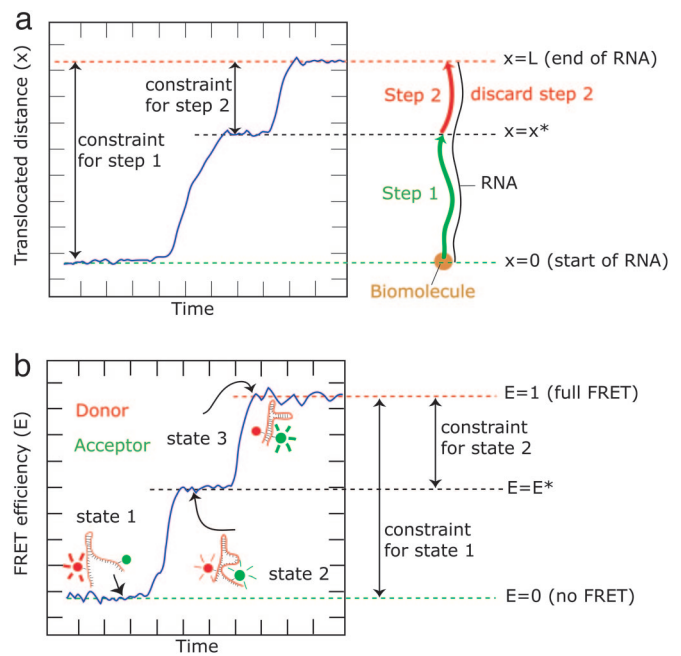 a
Translocated distance (x)
constraint
for step 1
constraint
for step 2
Time
x=L (end of RNA)
Step 2
discard step 2
x=x*
RNA
Step 1
x=0 (start of RNA)
Biomolecule
b
FRET efficiency (E)
Donor
Acceptor
state 3
state 1
state 2
Time
E=1 (full FRET)
constraint
for state 2
E=E*
constraint
for state 1
E=0 (no FRET)